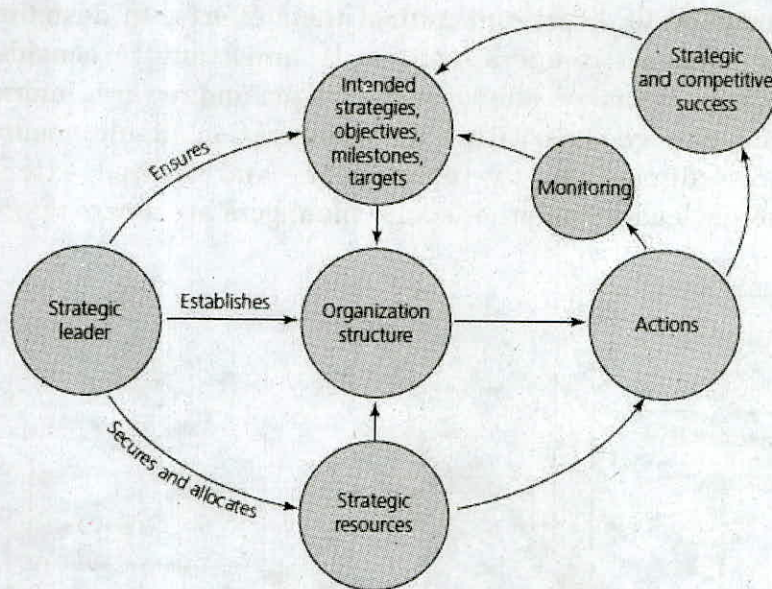 Strategic
and competitive
success
Intended
strategies,
objectives,
milestones,
targets
Ensures
Monitoring
Strategic
leader
Establishes
Organization
structure
Actions
Secures and allocates
Strategic
resources